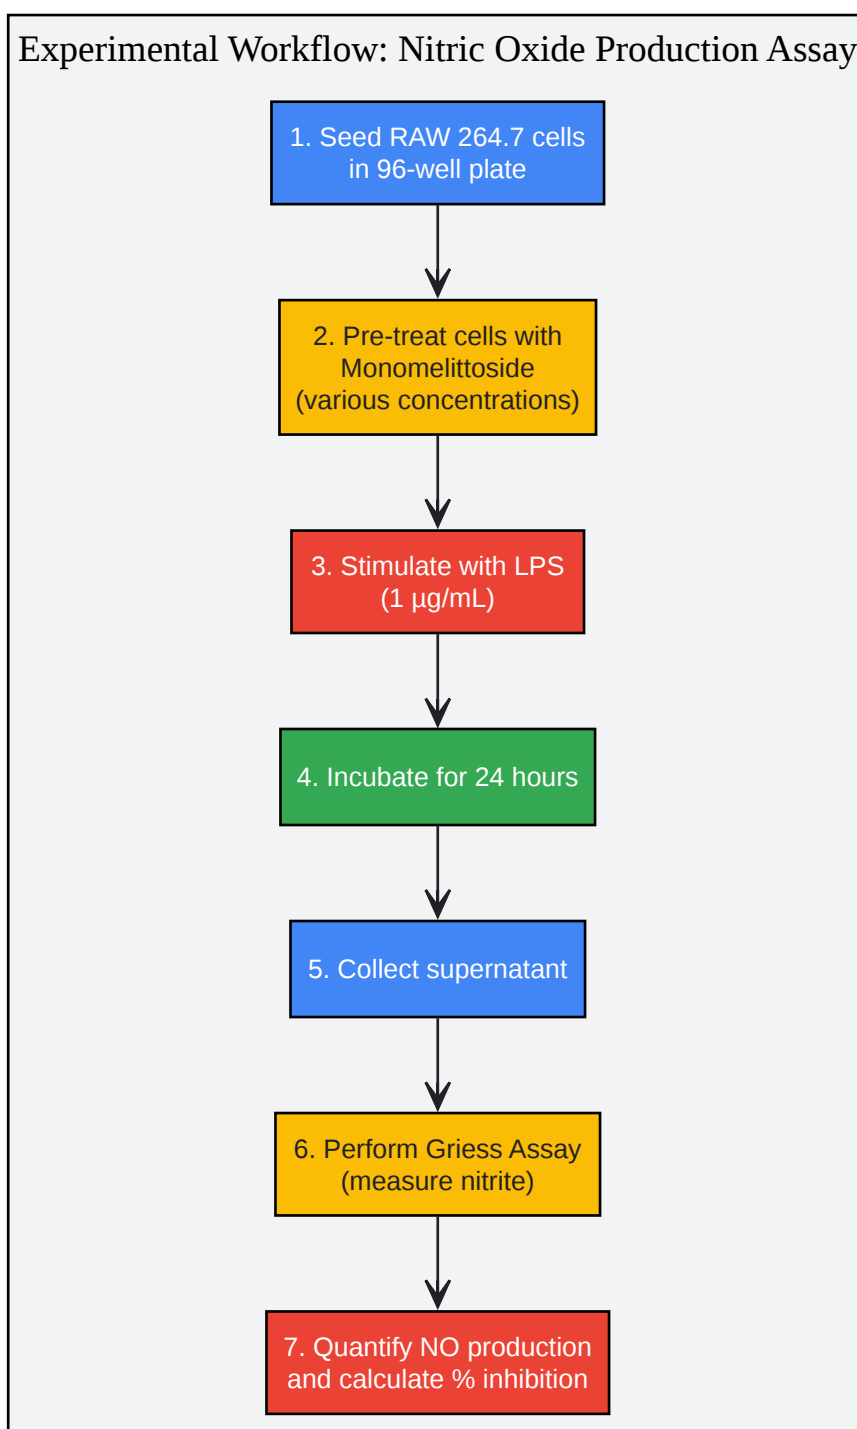 Experimental Workflow: Nitric Oxide Production Assay
1. Seed RAW 264.7 cells
in 96-well plate
2. Pre-treat cells with
Monomelittoside
(various concentrations)
3. Stimulate with LPS
(1 µg/mL)
4. Incubate for 24 hours
5. Collect supernatant
6. Perform Griess Assay
(measure nitrite)
7. Quantify NO production
and calculate % inhibition